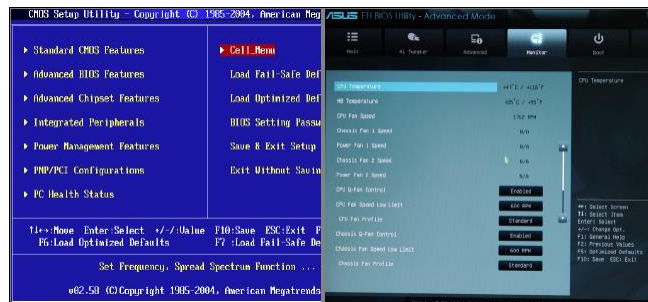 CMOS Setup Utility - Copyright (C) 1985-2004, American Meg
▸ Standard CMOS Features
▸ Advanced BIOS Features
▸ Advanced Chipset Features
▸ Integrated Peripherals
▸ Power Management Features
▸ PNP/PCI Configurations
▸ PC Health Status
▸ Cell Menu
Load Fail-Safe Def
Load Optimized Def
BIOS Setting Passw
Save & Exit Setup
Exit Without Savin
↑↓↔:Move Enter:Select +/-/:Value F10:Save ESC:Exit F
F6:Load Optimized Defaults F7 :Load Fail-Safe De
Set Frequency, Spread Spectrum Function ...
v02.58 (C)Copyright 1985-2004, American Megatrends
ASUS EFI BIOS Utility - Advanced Mode
Main Ai Tweaker Advanced Monitor Boot
CPU Temperature
MB Temperature
CPU Fan Speed
Chassis Fan 1 Speed N/A
Power Fan 1 Speed N/A
Chassis Fan 2 Speed N/A
Power Fan 2 Speed N/A
CPU Q-Fan Control Enabled
CPU Fan Speed Low Limit 600 RPM
CPU Fan Profile Standard
Chassis Q-Fan Control Enabled
Chassis Fan Speed Low Limit 600 RPM
Chassis Fan Profile Standard
CPU Temperature
↔: Select Screen
↑↓: Select Item
Enter: Select
+/-: Change Opt.
F1: General Help
F2: Previous Values
F5: Optimized Defaults
F10: Save ESC: Exit